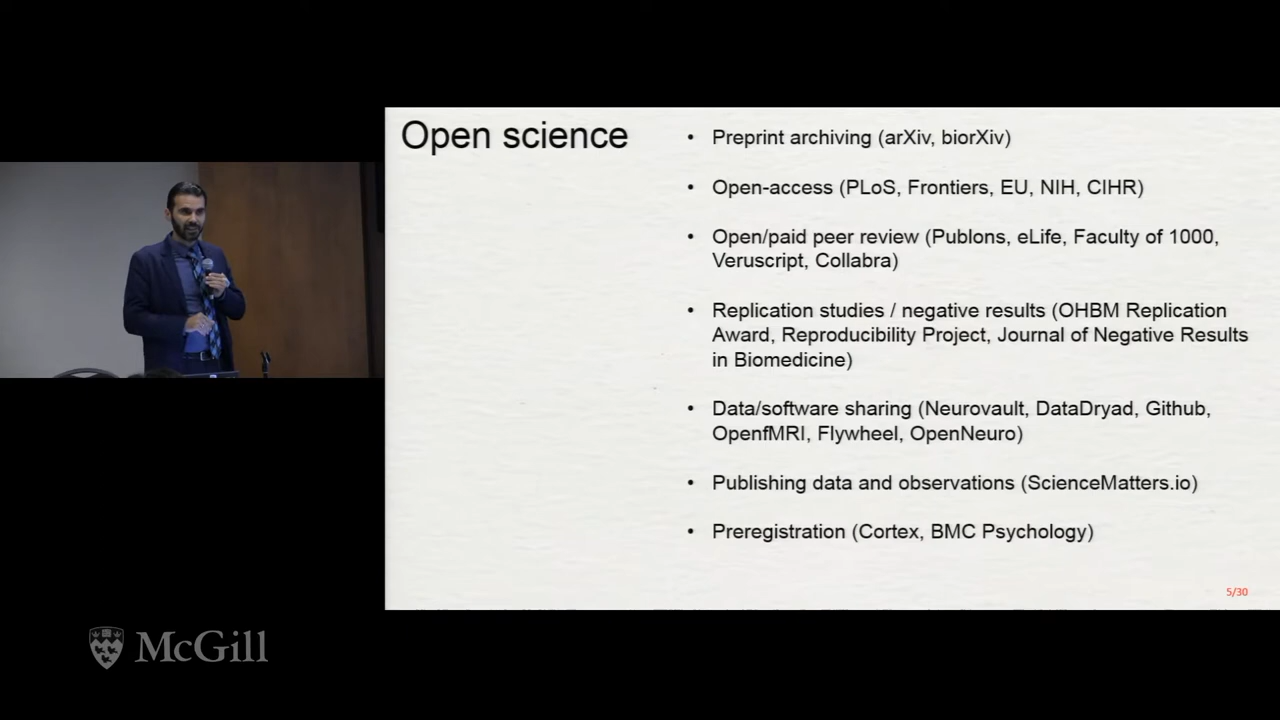 Open science
• Preprint archiving (arXiv, biorXiv)
• Open-access (PLoS, Frontiers, EU, NIH, CIHR)
• Open/paid peer review (Publons, eLife, Faculty of 1000,
Veruscript, Collabra)
• Replication studies / negative results (OHBM Replication
Award, Reproducibility Project, Journal of Negative Results
in Biomedicine)
• Data/software sharing (Neurovault, DataDryad, Github,
OpenfMRI, Flywheel, OpenNeuro)
• Publishing data and observations (ScienceMatters.io)
• Preregistration (Cortex, BMC Psychology)
5/30
McGill